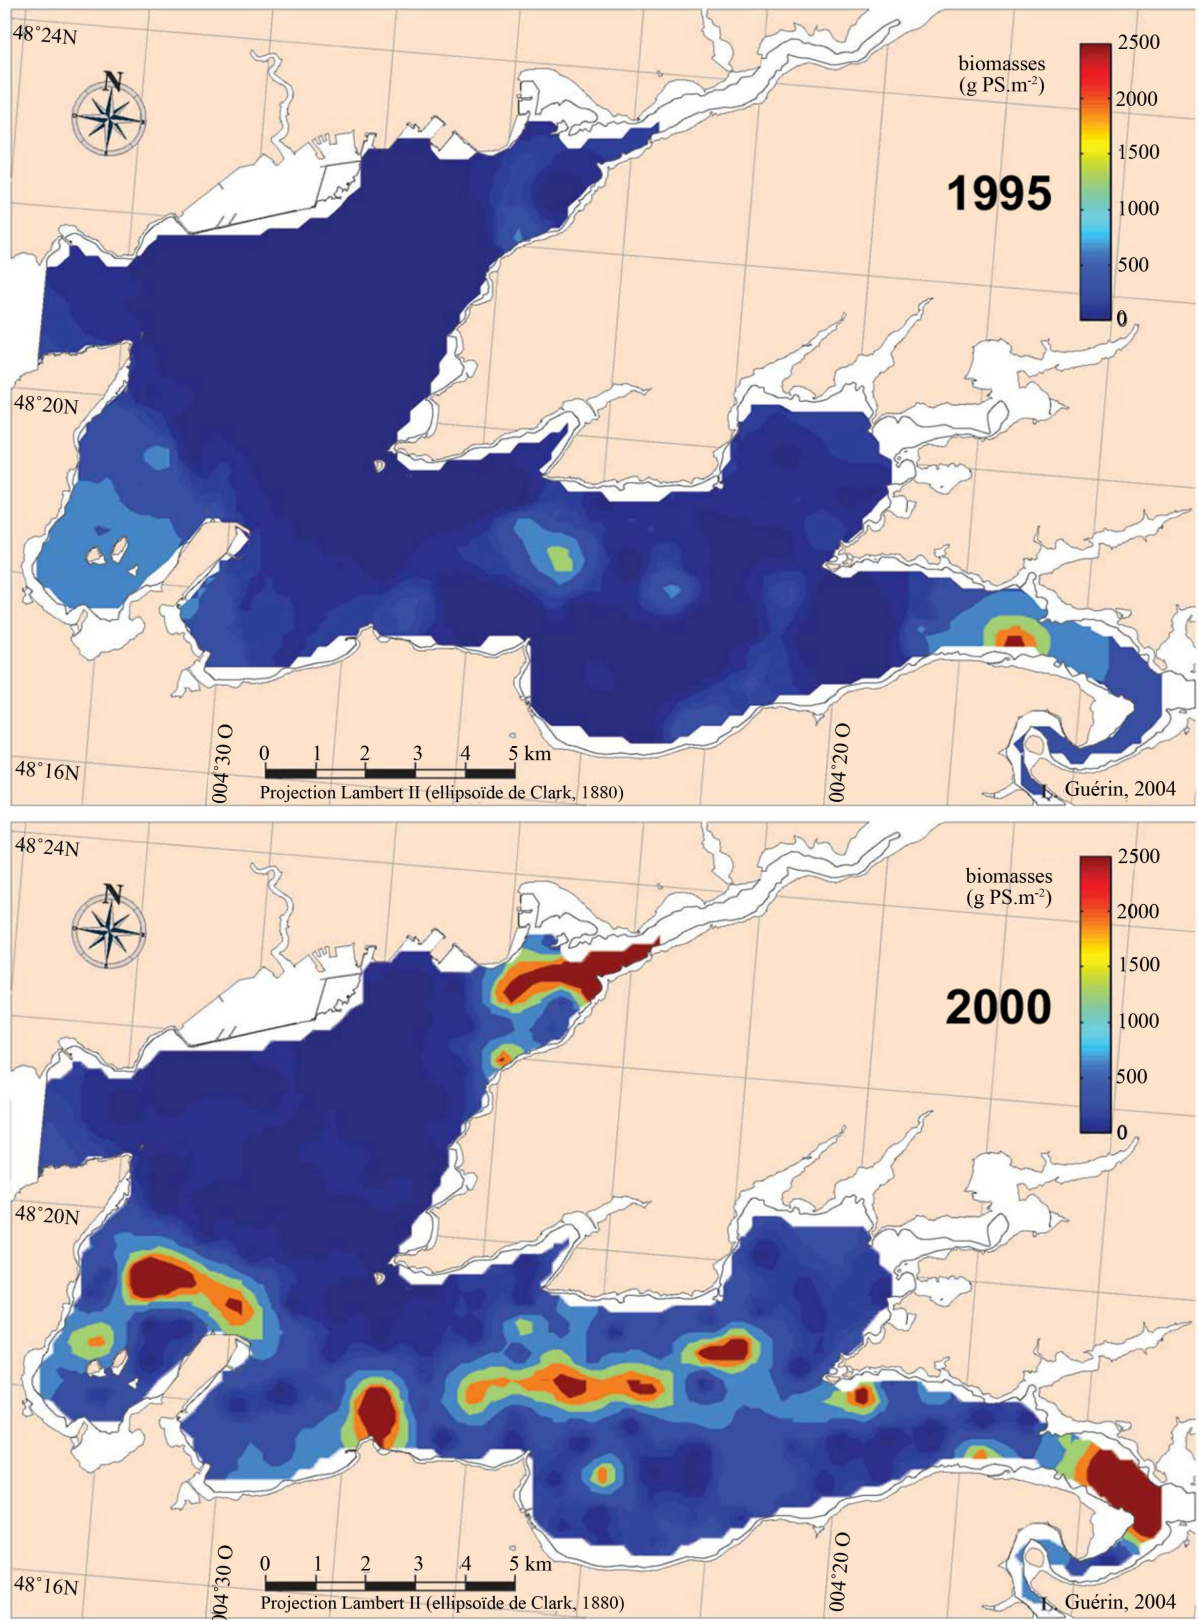 48°24N
N
biomasses
(g PS.m-2)
2500
2000
1500
1000
500
0
1995
48°20N
48°16N
004°30 O
0 1 2 3 4 5 km
Projection Lambert II (ellipsoïde de Clark, 1880)
004°20 O
L. Guérin, 2004
48°24N
N
biomasses
(g PS.m-2)
2500
2000
1500
1000
500
0
2000
48°20N
48°16N
004°30 O
0 1 2 3 4 5 km
Projection Lambert II (ellipsoïde de Clark, 1880)
004°20 O
L. Guérin, 2004